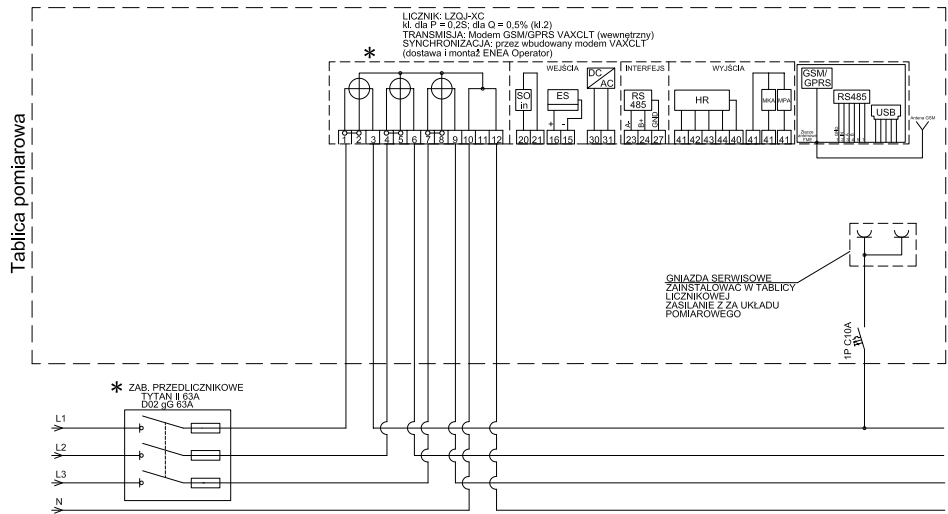 LICZNIK: LZQJ-XC
kl. dla P = 0,2S; dla Q = 0,5% (kl.2)
TRANSMISJA: Modem GSM/GPRS VAXCLT (wewnętrzny)
SYNCHRONIZACJA: przez wbudowany modem VAXCLT
(dostawa i montaż ENEA Operator)
*
WEJŚCIA
INTERFEJS
WYJŚCIA
SO
in
ES
+ -
DC
AC
RS
485
A-
B+
GND
HR
MKA
MPA
GSM/
GPRS
RS485
USB
Antena GSM
1 2 3 4 5 6 7 8 9 10 11 12
20 21 16 15 30 31
23 24 27
41 42 43 44 40 41 41 41
Tablica pomiarowa
GNIAZDA SERWISOWE
ZAINSTALOWAĆ W TABLICY
LICZNIKOWEJ
ZASILANIE Z ZA UKŁADU
POMIAROWEGO
1P C10A
* ZAB. PRZEDLICZNIKOWE
TYTAN II 63A
D02 gG 63A
L1
L2
L3
N